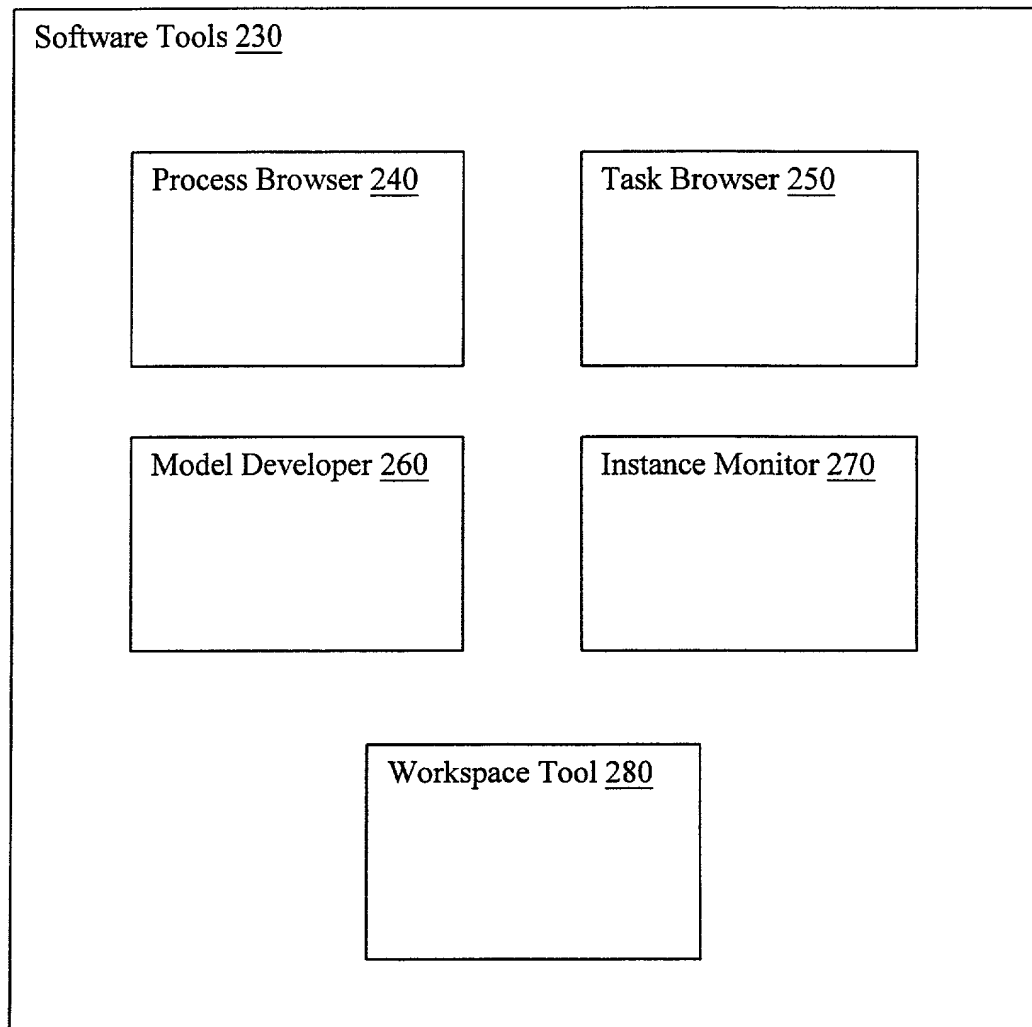 Software Tools 230
Process Browser 240
Task Browser 250
Model Developer 260
Instance Monitor 270
Workspace Tool 280